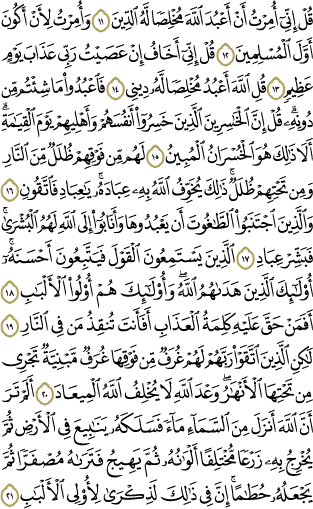 قُلْ إِنِّىٓ أُمِرْتُ أَنْ أَعْبُدَ ٱللَّهَ مُخْلِصًا لَّهُ ٱلدِّينَ ١١ وَأُمِرْتُ لِأَنْ أَكُونَ
أَوَّلَ ٱلْمُسْلِمِينَ ١٢ قُلْ إِنِّىٓ أَخَافُ إِنْ عَصَيْتُ رَبِّى عَذَابَ يَوْمٍ
عَظِيمٍ ١٣ قُلِ ٱللَّهَ أَعْبُدُ مُخْلِصًا لَّهُۥ دِينِى ١٤ فَٱعْبُدُوا۟ مَا شِئْتُم مِّن
دُونِهِۦ ۗ قُلْ إِنَّ ٱلْخَٰسِرِينَ ٱلَّذِينَ خَسِرُوٓا۟ أَنفُسَهُمْ وَأَهْلِيهِمْ يَوْمَ ٱلْقِيَٰمَةِ ۗ
أَلَا ذَٰلِكَ هُوَ ٱلْخُسْرَانُ ٱلْمُبِينُ ١٥ لَهُم مِّن فَوْقِهِمْ ظُلَلٌ مِّنَ ٱلنَّارِ
وَمِن تَحْتِهِمْ ظُلَلٌ ۚ ذَٰلِكَ يُخَوِّفُ ٱللَّهُ بِهِۦ عِبَادَهُۥ ۚ يَٰعِبَادِ فَٱتَّقُونِ ١٦
وَٱلَّذِينَ ٱجْتَنَبُوا۟ ٱلطَّٰغُوتَ أَن يَعْبُدُوهَا وَأَنَابُوٓا۟ إِلَى ٱللَّهِ لَهُمُ ٱلْبُشْرَىٰ ۚ
فَبَشِّرْ عِبَادِ ١٧ ٱلَّذِينَ يَسْتَمِعُونَ ٱلْقَوْلَ فَيَتَّبِعُونَ أَحْسَنَهُۥٓ ۚ
أُو۟لَٰٓئِكَ ٱلَّذِينَ هَدَىٰهُمُ ٱللَّهُ ۖ وَأُو۟لَٰٓئِكَ هُمْ أُو۟لُوا۟ ٱلْأَلْبَٰبِ ١٨
أَفَمَنْ حَقَّ عَلَيْهِ كَلِمَةُ ٱلْعَذَابِ أَفَأَنتَ تُنقِذُ مَن فِى ٱلنَّارِ ١٩
لَٰكِنِ ٱلَّذِينَ ٱتَّقَوْا۟ رَبَّهُمْ لَهُمْ غُرَفٌ مِّن فَوْقِهَا غُرَفٌ مَّبْنِيَّةٌ تَجْرِى
مِن تَحْتِهَا ٱلْأَنْهَٰرُ ۖ وَعْدَ ٱللَّهِ لَا يُخْلِفُ ٱللَّهُ ٱلْمِيعَادَ ٢٠ أَلَمْ تَرَ
أَنَّ ٱللَّهَ أَنزَلَ مِنَ ٱلسَّمَآءِ مَآءً فَسَلَكَهُۥ يَنَٰبِيعَ فِى ٱلْأَرْضِ ثُمَّ
يُخْرِجُ بِهِۦ زَرْعًا مُّخْتَلِفًا أَلْوَٰنُهُۥ ثُمَّ يَهِيجُ فَتَرَىٰهُ مُصْفَرًّا ثُمَّ
يَجْعَلُهُۥ حُطَٰمًا ۚ إِنَّ فِى ذَٰلِكَ لَذِكْرَىٰ لِأُو۟لِى ٱلْأَلْبَٰبِ ٢١